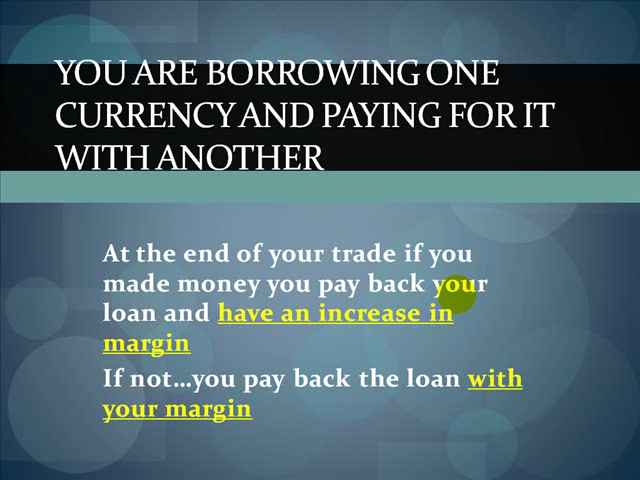 YOU ARE BORROWING ONE
CURRENCY AND PAYING FOR IT
WITH ANOTHER
At the end of your trade if you
made money you pay back your
loan and have an increase in
margin
If not...you pay back the loan with
your margin